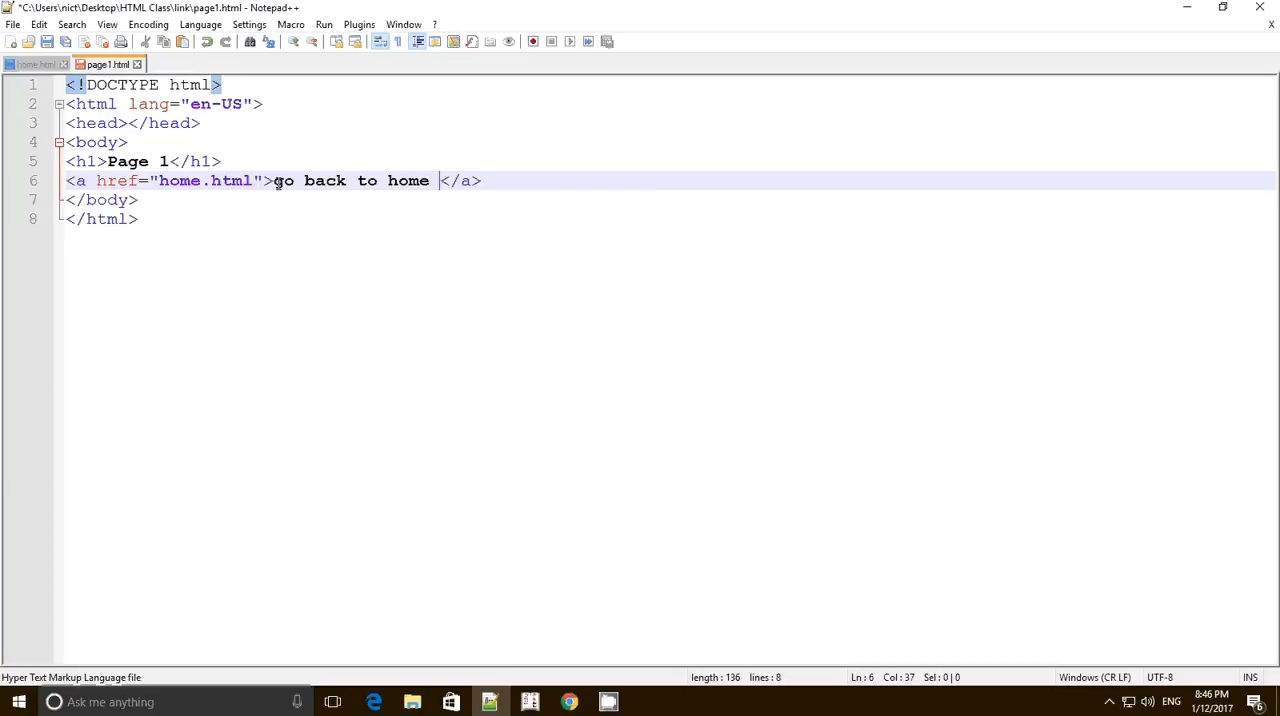 *C:\Users\nict\Desktop\HTML Class\link\page1.html - Notepad++
File Edit Search View Encoding Language Settings Macro Run Plugins Window ? X
home.html page1.html
1 <!DOCTYPE html>
2 <html lang="en-US">
3 <head></head>
4 <body>
5 <h1>Page 1</h1>
6 <a href="home.html">go back to home </a>
7 </body>
8 </html>
Hyper Text Markup Language file length : 136 lines : 8 Ln : 6 Col : 37 Sel : 0 | 0 Windows (CR LF) UTF-8 INS
Ask me anything ENG 8:46 PM
1/12/2017 6